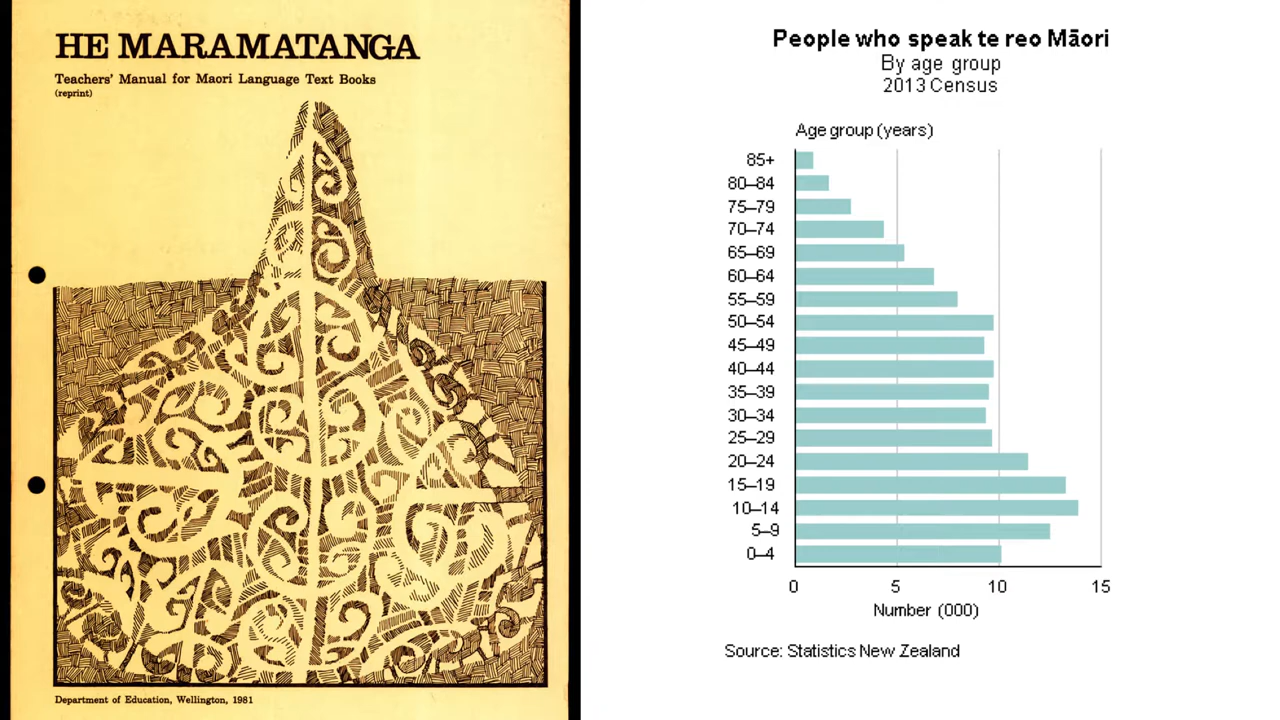 HE MARAMATANGA
Teachers' Manual for Maori Language Text Books
(reprint)
Department of Education, Wellington, 1981
People who speak te reo Māori
By age group
2013 Census
Age group (years)
85+
80–84
75–79
70–74
65–69
60–64
55–59
50–54
45–49
40–44
35–39
30–34
25–29
20–24
15–19
10–14
5–9
0–4
0 5 10 15
Number (000)
Source: Statistics New Zealand